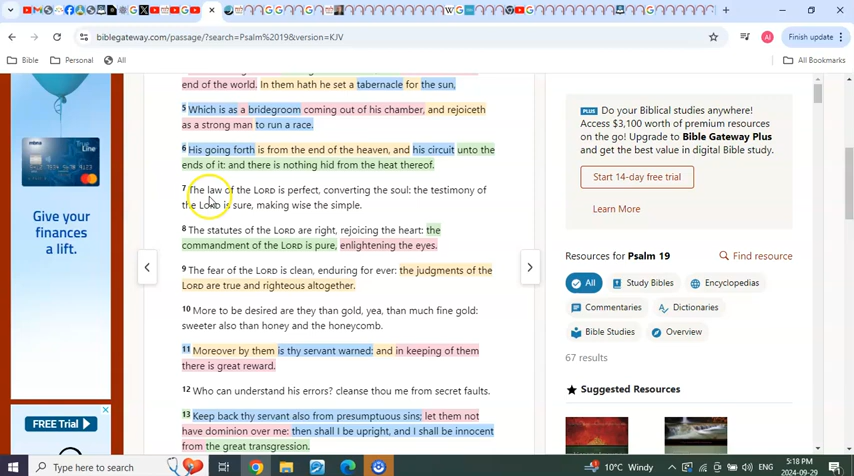 biblegateway.com/passage/?search=Psalm%2019&version=KJV
Finish update
AI
Bible
Personal
All
All Bookmarks
end of the world. In them hath he set a tabernacle for the sun,
5 Which is as a bridegroom coming out of his chamber, and rejoiceth
as a strong man to run a race.
6 His going forth is from the end of the heaven, and his circuit unto the
ends of it: and there is nothing hid from the heat thereof.
7 The law of the LORD is perfect, converting the soul: the testimony of
the LORD is sure, making wise the simple.
8 The statutes of the LORD are right, rejoicing the heart: the
commandment of the LORD is pure, enlightening the eyes.
9 The fear of the LORD is clean, enduring for ever: the judgments of the
LORD are true and righteous altogether.
10 More to be desired are they than gold, yea, than much fine gold:
sweeter also than honey and the honeycomb.
11 Moreover by them is thy servant warned: and in keeping of them
there is great reward.
12 Who can understand his errors? cleanse thou me from secret faults.
13 Keep back thy servant also from presumptuous sins; let them not
have dominion over me: then shall I be upright, and I shall be innocent
from the great transgression.
mbna
Give your
finances
a lift.
FREE Trial
PLUS Do your Biblical studies anywhere!
Access $3,100 worth of premium resources
on the go! Upgrade to Bible Gateway Plus
and get the best value in digital Bible study.
Start 14-day free trial
Learn More
Resources for Psalm 19
Find resource
All
Study Bibles
Encyclopedias
Commentaries
Dictionaries
Bible Studies
Overview
67 results
Suggested Resources
Type here to search
10°C Windy
ENG
5:18 PM
2024-09-29